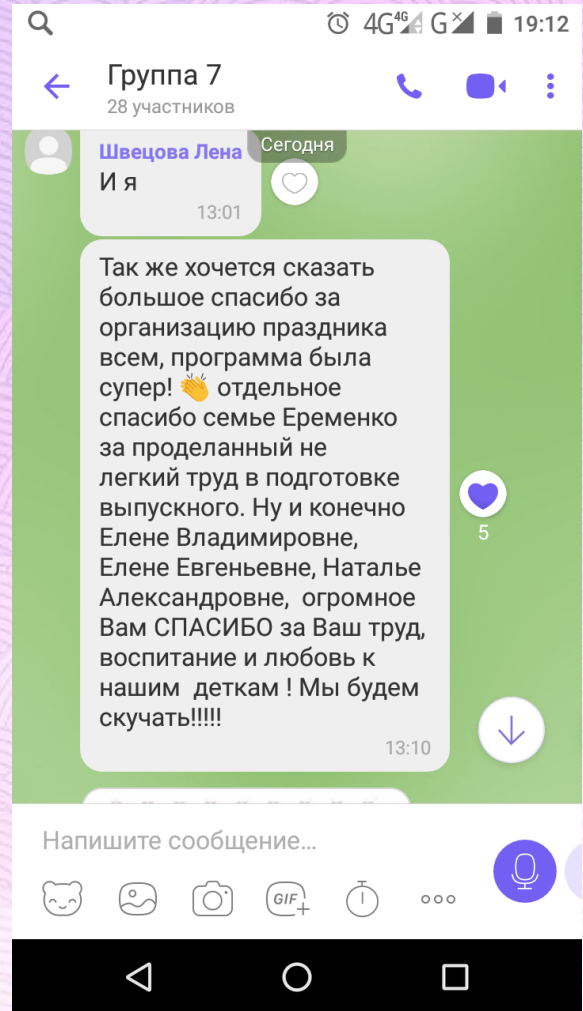 4G 4G G 19:12
Группа 7
28 участников
Сегодня
Швецова Лена
И я
13:01
Так же хочется сказать
большое спасибо за
организацию праздника
всем, программа была
супер! 👏 отдельное
спасибо семье Еременко
за проделанный не
легкий труд в подготовке
выпускного. Ну и конечно
Елене Владимировне,
Елене Евгеньевне, Наталье
Александровне,  огромное
Вам СПАСИБО за Ваш труд,
воспитание и любовь к
нашим  деткам ! Мы будем
скучать!!!!!
5
13:10
Напишите сообщение...
GIF